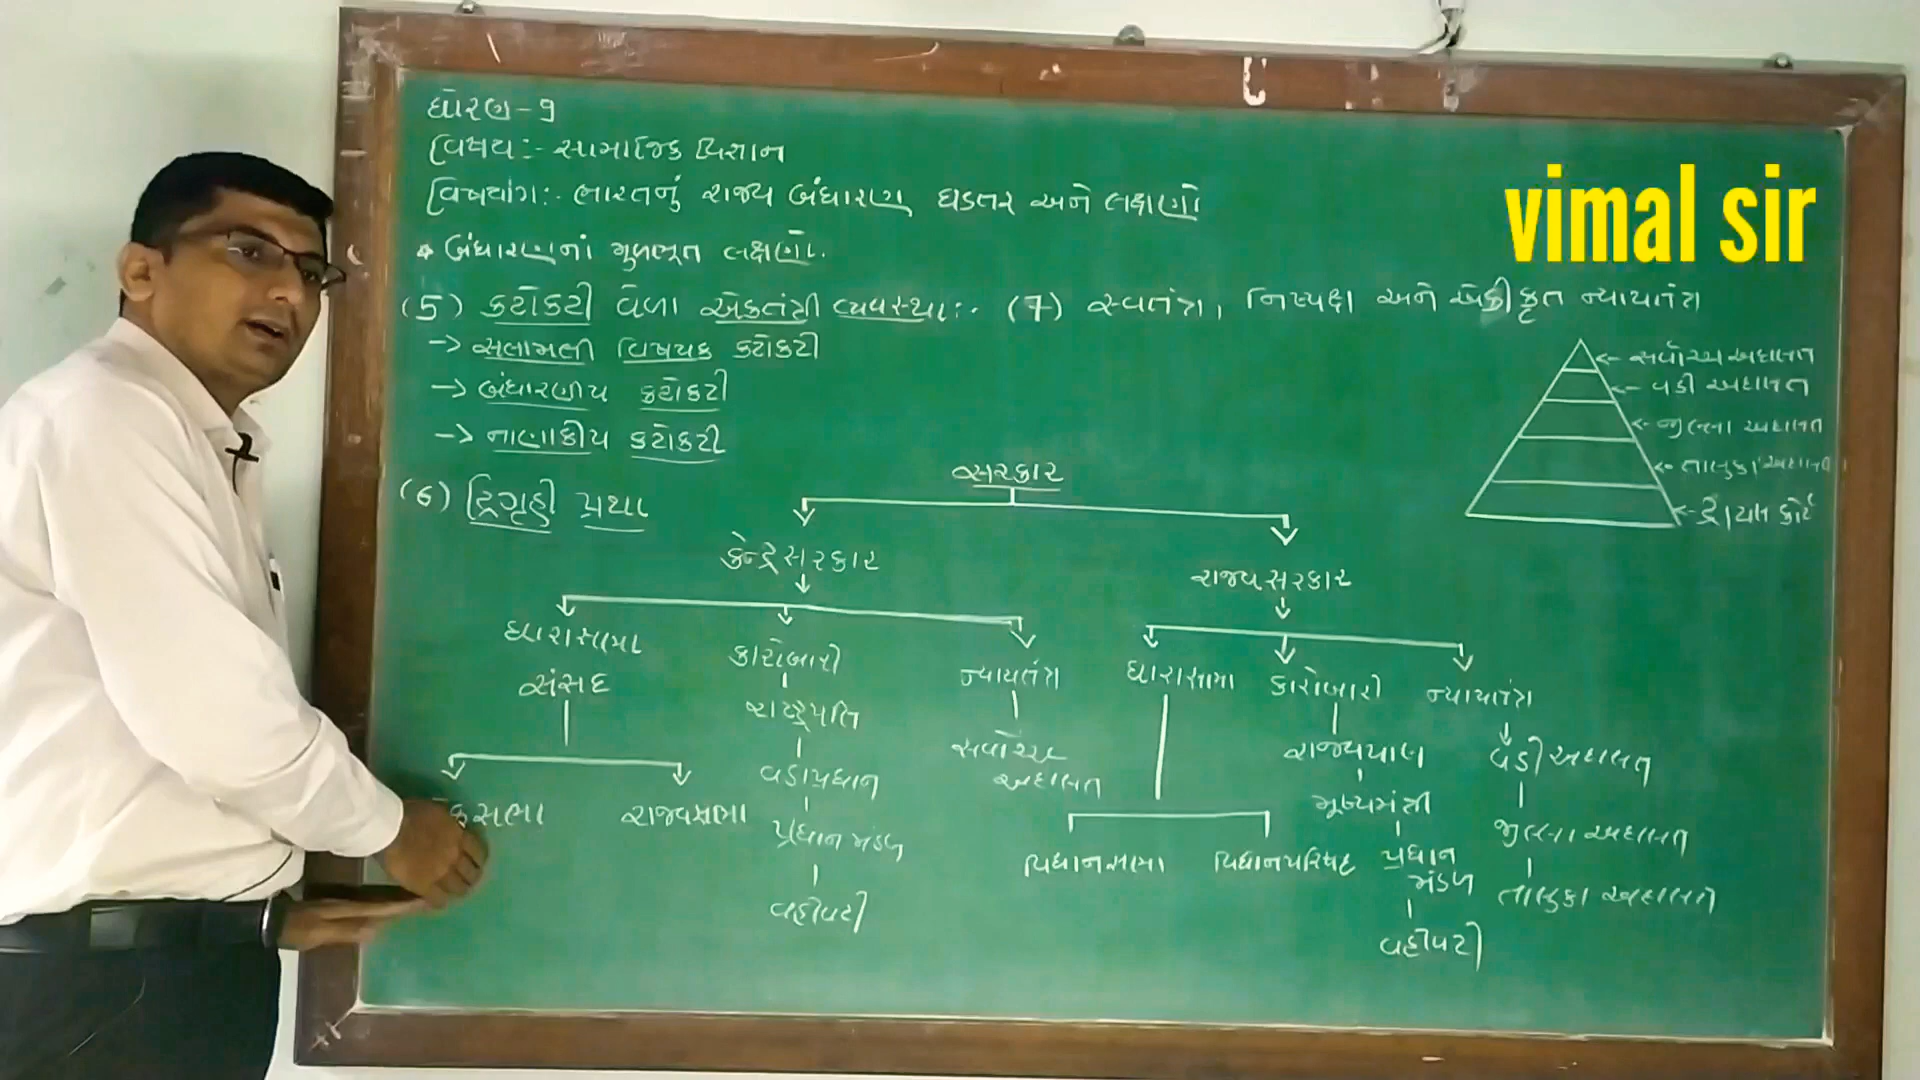 ધોરણ - 9
વિષય :- સામાજિક વિજ્ઞાન
વિષયાંગ :- ભારતનું રાજ્ય બંધારણ ઘડતર અને લક્ષણો
vimal sir
* બંધારણનાં મુળભૂત લક્ષણો.
(5) કટોકટી વેળા એકતંત્રી વ્યવસ્થા :-
→ સલામતી વિષયક કટોકટી
→ બંધારણીય કટોકટી
→ નાણાકીય કટોકટી
(7) સ્વતંત્ર, નિષ્પક્ષ અને એકીકૃત ન્યાયતંત્ર
સર્વોચ્ચ અદાલત
વડી અદાલત
જીલ્લા અદાલત
તાલુકા અદાલત
ટ્રાયલ કોર્ટ
(6) દ્વિગૃહી પ્રથા
સરકાર
કેન્દ્ર સરકાર
રાજ્ય સરકાર
ધારાસભા
સંસદ
કસભા
રાજ્યસભા
કારોબારી
રાષ્ટ્રપતિ
વડાપ્રધાન
પ્રધાન મંડળ
વહીવટી
ન્યાયતંત્ર
સર્વોચ્ચ
અદાલત
ધારાસભા
વિધાનસભા
વિધાનપરિષદ
કારોબારી
રાજ્યપાલ
મુખ્યમંત્રી
પ્રધાન
મંડળ
વહીવટી
ન્યાયતંત્ર
વડી અદાલત
જીલ્લા અદાલત
તાલુકા અદાલત